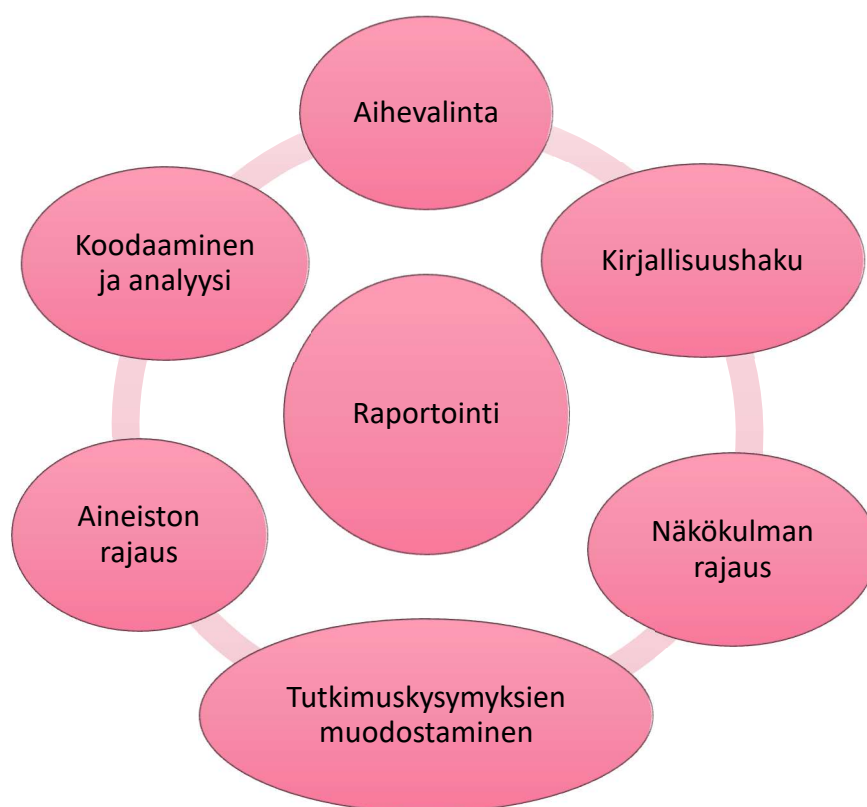 Aihevalinta
Kirjallisuushaku
Näkökulman
rajaus
Tutkimuskysymyksien
muodostaminen
Aineiston
rajaus
Koodaaminen
ja analyysi
Raportointi